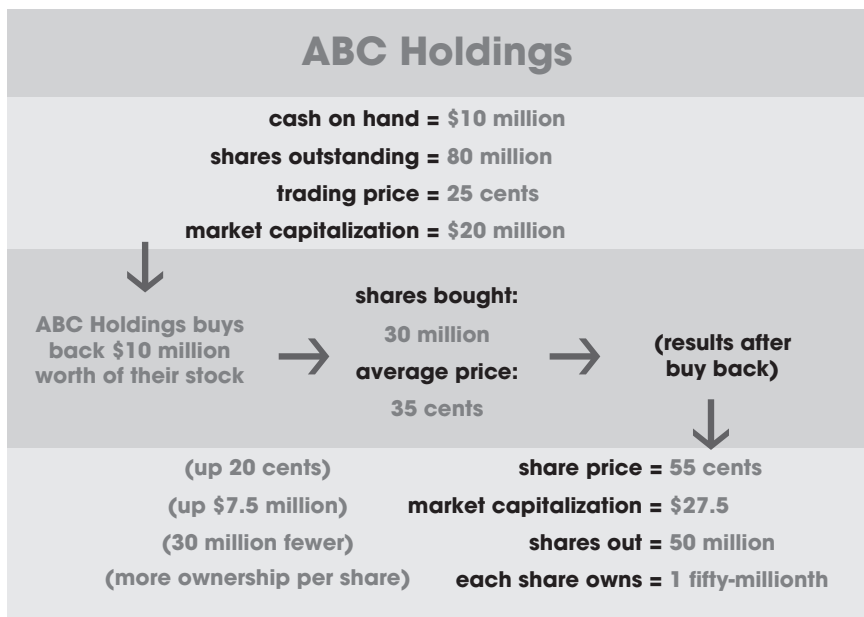 ABC Holdings
cash on hand = $10 million
shares outstanding = 80 million
trading price = 25 cents
market capitalization = $20 million
ABC Holdings buys
back $10 million
worth of their stock
shares bought:
30 million
average price:
35 cents
(results after
buy back)
(up 20 cents) share price = 55 cents
(up $7.5 million) market capitalization = $27.5
(30 million fewer) shares out = 50 million
(more ownership per share) each share owns = 1 fifty-millionth